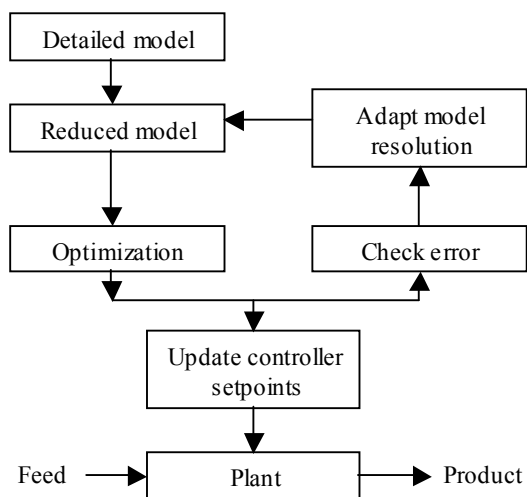 Detailed model
Reduced model
Adapt model
resolution
Optimization
Check error
Update controller
setpoints
Feed
Plant
Product